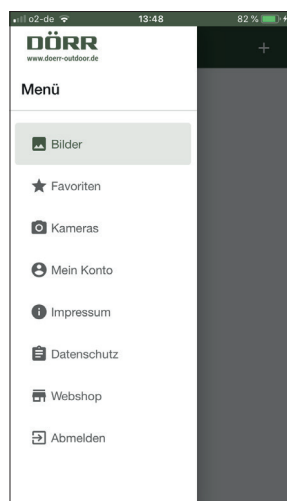 o2-de 13:48 82 %
DÖRR
www.doerr-outdoor.de
Menü
Bilder
Favoriten
Kameras
Mein Konto
Impressum
Datenschutz
Webshop
Abmelden